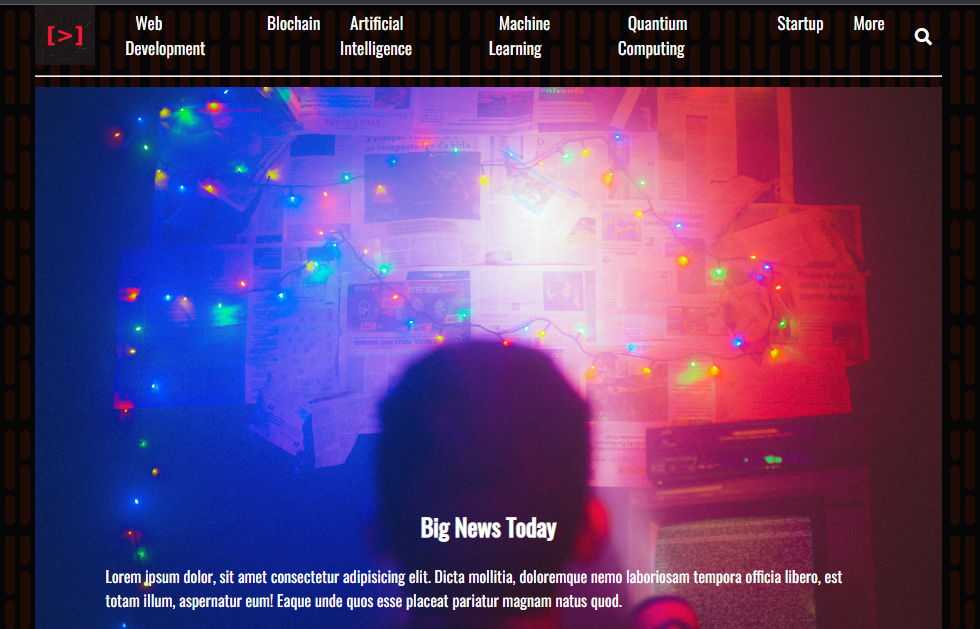 [>]
Web Development
Blochain
Artificial Intelligence
Machine Learning
Quantium Computing
Startup
More
Big News Today
Lorem ipsum dolor, sit amet consectetur adipisicing elit. Dicta mollitia, doloremque nemo laboriosam tempora officia libero, est
totam illum, aspernatur eum! Eaque unde quos esse placeat pariatur magnam natus quod.